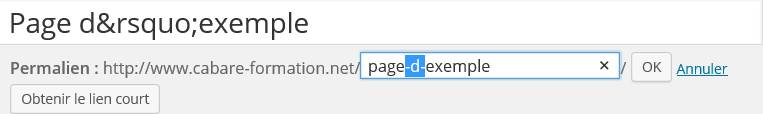 Page d&rsquo;exemple
Permalien : http://www.cabare-formation.net/page-d-exemple × / OK Annuler
Obtenir le lien court